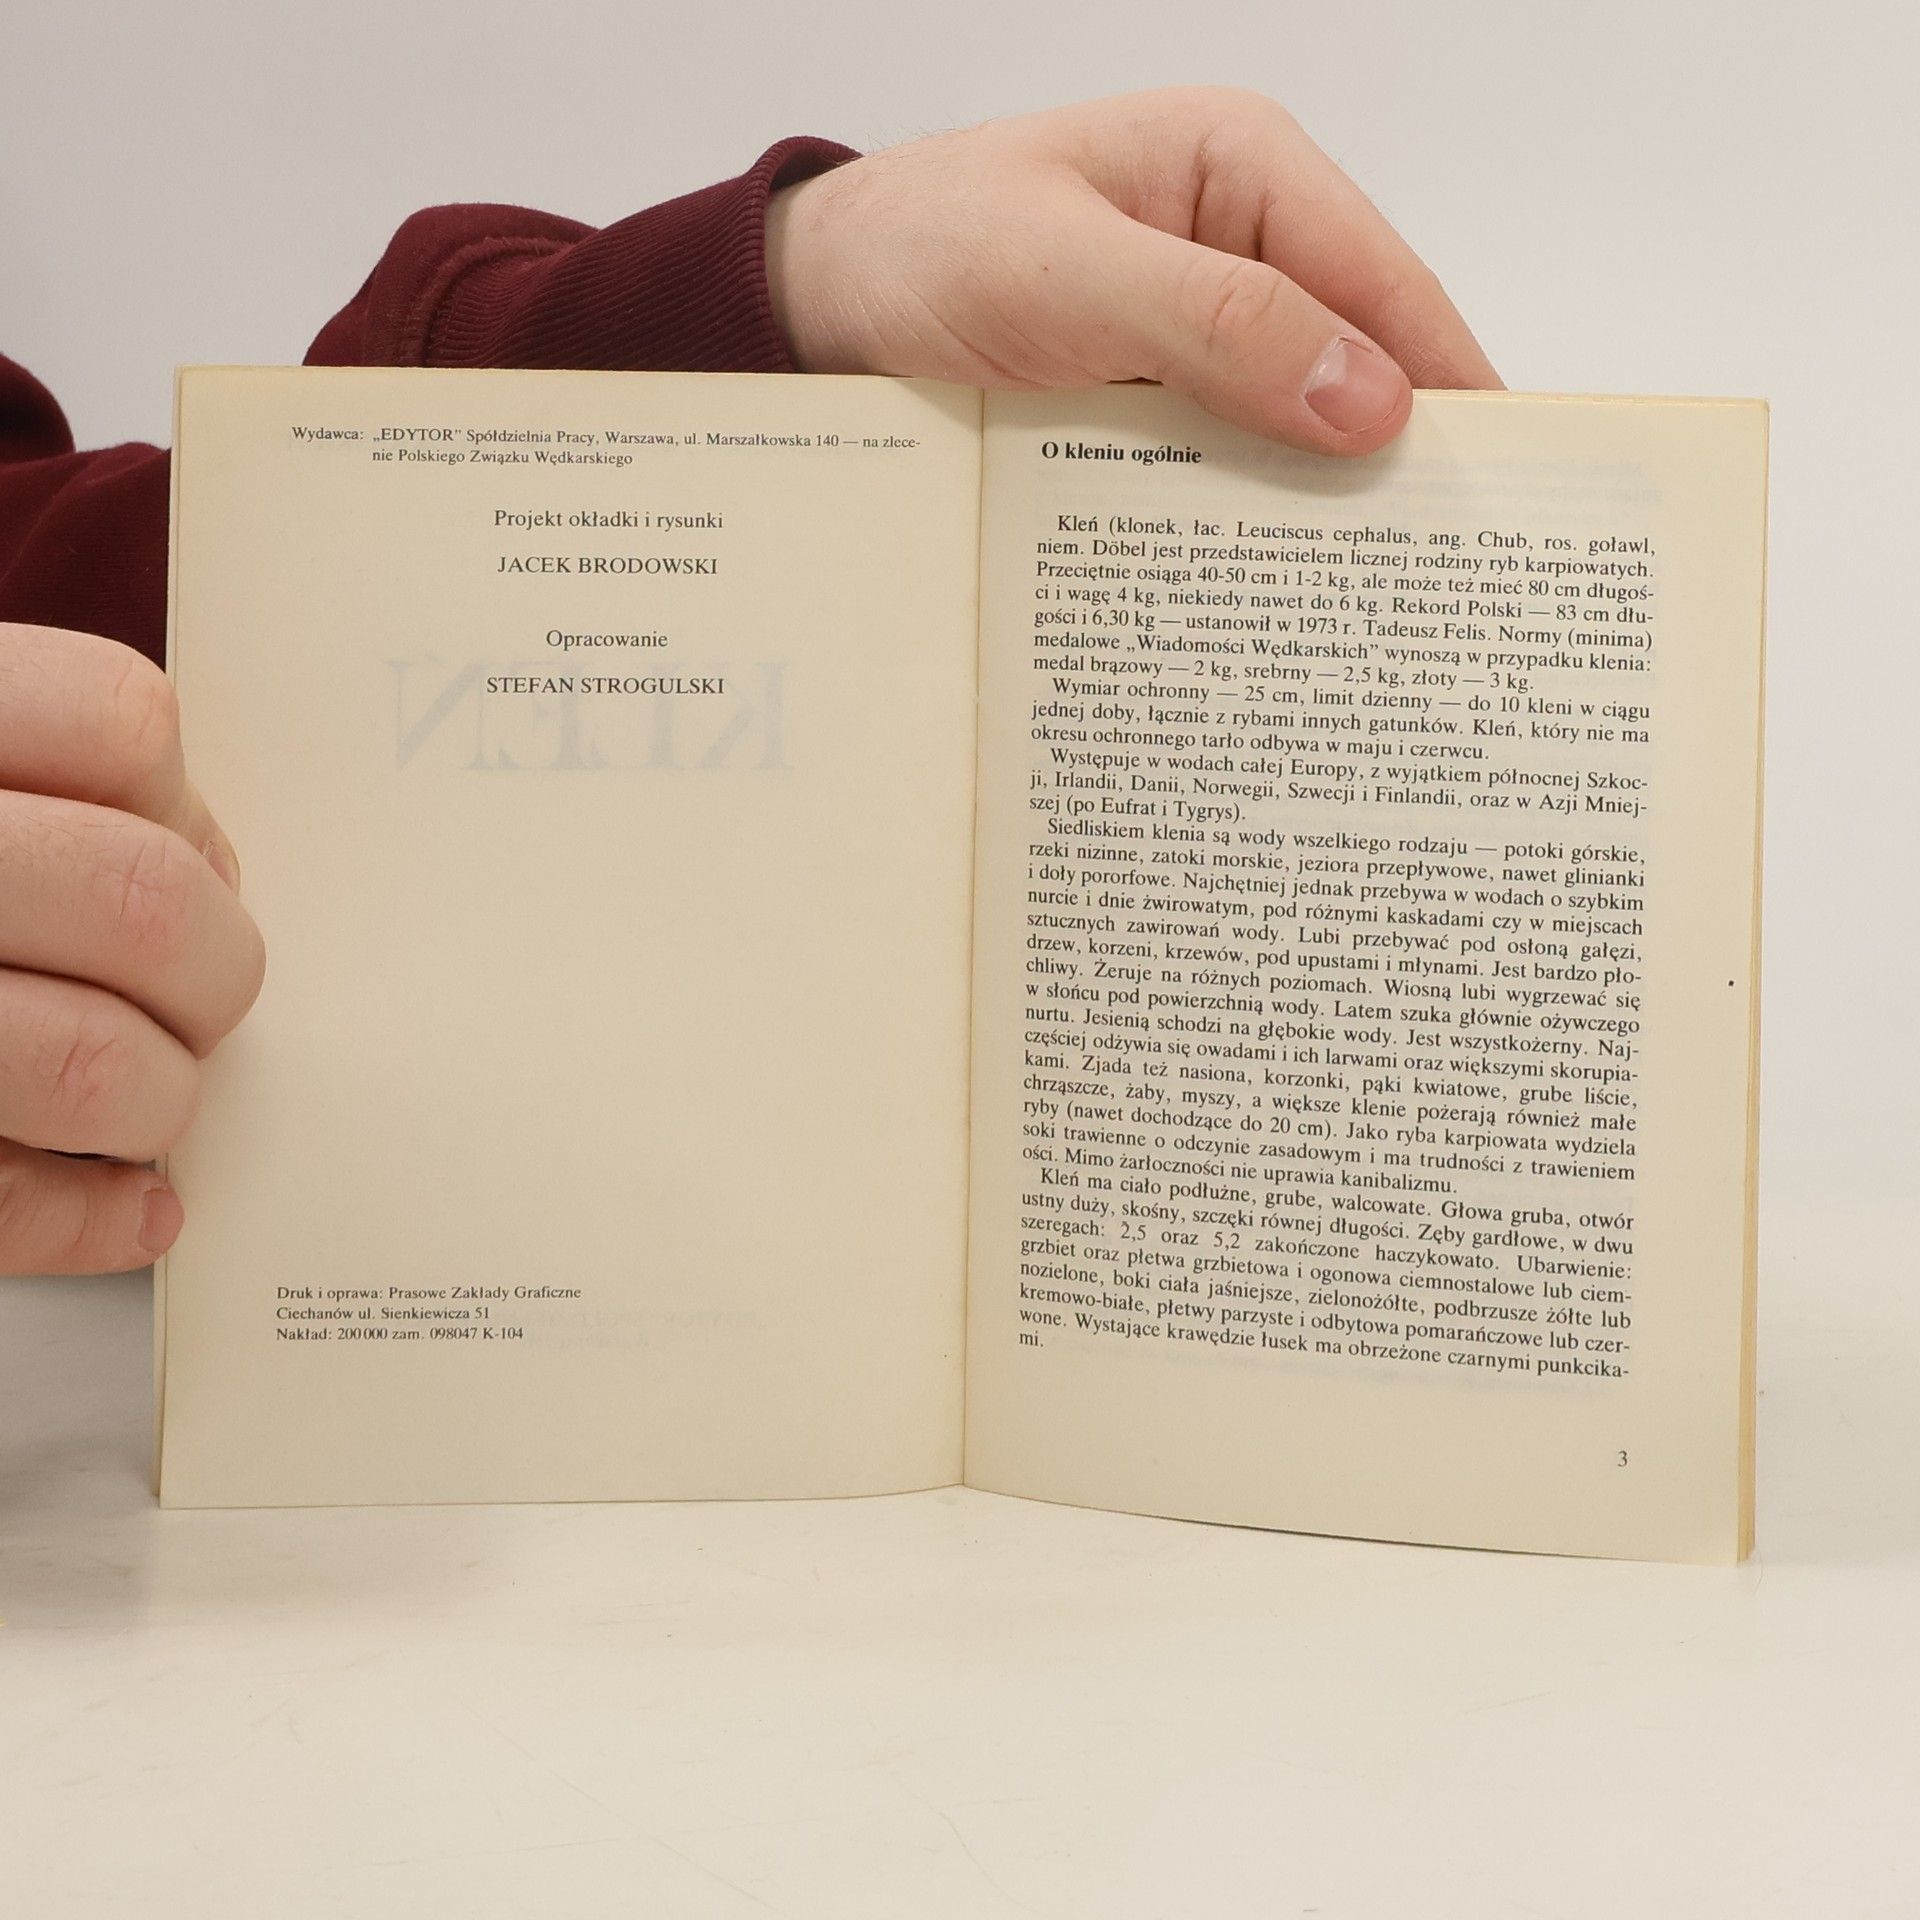 Wydawca: „EDYTOR” Spółdzielnia Pracy, Warszawa, ul. Marszałkowska 140 — na zlece-
nie Polskiego Związku Wędkarskiego
Projekt okładki i rysunki
JACEK BRODOWSKI
Opracowanie
STEFAN STROGULSKI
Druk i oprawa: Prasowe Zakłady Graficzne
Ciechanów ul. Sienkiewicza 51
Nakład: 200 000 zam. 098047 K-104
O kleniu ogólnie
Kleń (klonek, łac. Leuciscus cephalus, ang. Chub, ros. goławl,
niem. Döbel jest przedstawicielem licznej rodziny ryb karpiowatych.
Przeciętnie osiąga 40-50 cm i 1-2 kg, ale może też mieć 80 cm długoś-
ci i wagę 4 kg, niekiedy nawet do 6 kg. Rekord Polski — 83 cm dłu-
gości i 6,30 kg — ustanowił w 1973 r. Tadeusz Felis. Normy (minima)
medalowe „Wiadomości Wędkarskich” wynoszą w przypadku klenia:
medal brązowy — 2 kg, srebrny — 2,5 kg, złoty — 3 kg.
Wymiar ochronny — 25 cm, limit dzienny — do 10 kleni w ciągu
jednej doby, łącznie z rybami innych gatunków. Kleń, który nie ma
okresu ochronnego tarło odbywa w maju i czerwcu.
Występuje w wodach całej Europy, z wyjątkiem północnej Szkoc-
ji, Irlandii, Danii, Norwegii, Szwecji i Finlandii, oraz w Azji Mniej-
szej (po Eufrat i Tygrys).
Siedliskiem klenia są wody wszelkiego rodzaju — potoki górskie,
rzeki nizinne, zatoki morskie, jeziora przepływowe, nawet glinianki
i doły pororfowe. Najchętniej jednak przebywa w wodach o szybkim
nurcie i dnie żwirowatym, pod różnymi kaskadami czy w miejscach
sztucznych zawirowań wody. Lubi przebywać pod osłoną gałęzi,
drzew, korzeni, krzewów, pod upustami i młynami. Jest bardzo pło-
chliwy. Żeruje na różnych poziomach. Wiosną lubi wygrzewać się
w słońcu pod powierzchnią wody. Latem szuka głównie ożywczego
nurtu. Jesienią schodzi na głębokie wody. Jest wszystkożerny. Naj-
częściej odżywia się owadami i ich larwami oraz większymi skorupia-
kami. Zjada też nasiona, korzonki, pąki kwiatowe, grube liście,
chrząszcze, żaby, myszy, a większe klenie pożerają również małe
ryby (nawet dochodzące do 20 cm). Jako ryba karpiowata wydziela
soki trawienne o odczynie zasadowym i ma trudności z trawieniem
ości. Mimo żarłoczności nie uprawia kanibalizmu.
Kleń ma ciało podłużne, grube, walcowate. Głowa gruba, otwór
ustny duży, skośny, szczęki równej długości. Zęby gardłowe, w dwu
szeregach: 2,5 oraz 5,2 zakończone haczykowato. Ubarwienie:
grzbiet oraz płetwa grzbietowa i ogonowa ciemnostalowe lub ciem-
nozielone, boki ciała jaśniejsze, zielonożółte, podbrzusze żółte lub
kremowo-białe, płetwy parzyste i odbytowa pomarańczowe lub czer-
wone. Wystające krawędzie łusek ma obrzeżone czarnymi punkcika-
mi.
3